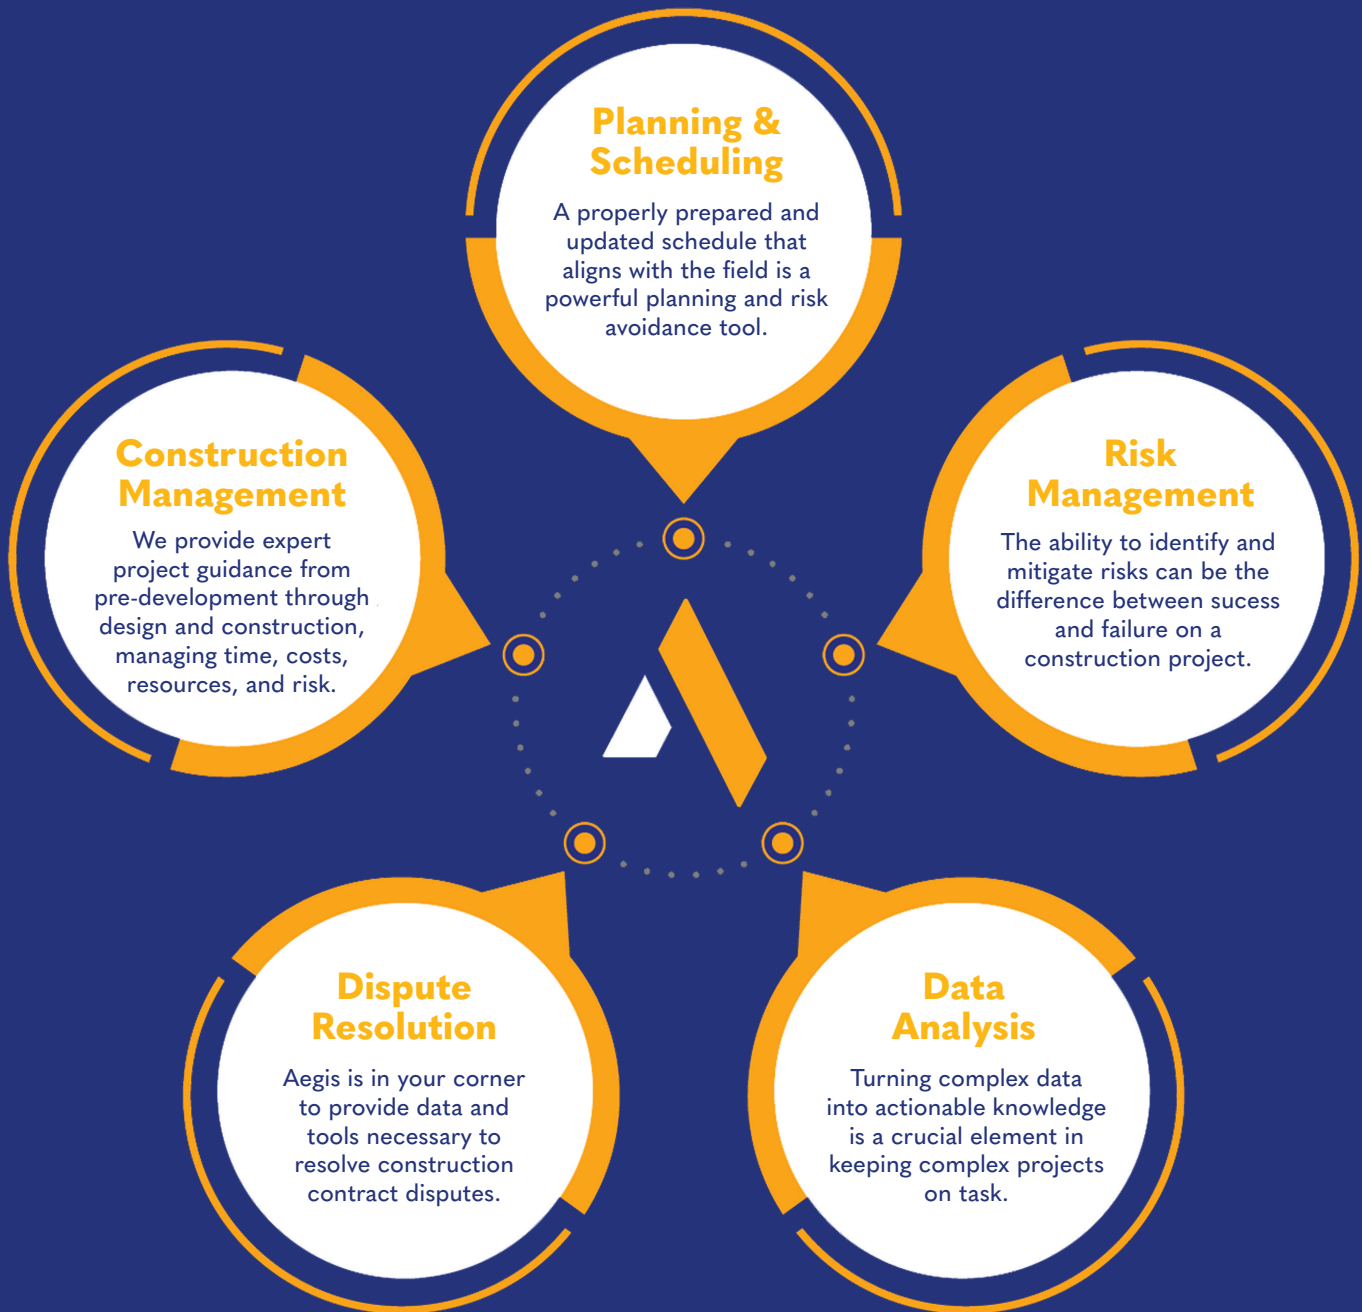 Planning &
Scheduling
A properly prepared and
updated schedule that
aligns with the field is a
powerful planning and risk
avoidance tool.
Construction
Management
We provide expert
project guidance from
pre-development through
design and construction,
managing time, costs,
resources, and risk.
Risk
Management
The ability to identify and
mitigate risks can be the
difference between sucess
and failure on a
construction project.
Dispute
Resolution
Aegis is in your corner
to provide data and
tools necessary to
resolve construction
contract disputes.
Data
Analysis
Turning complex data
into actionable knowledge
is a crucial element in
keeping complex projects
on task.